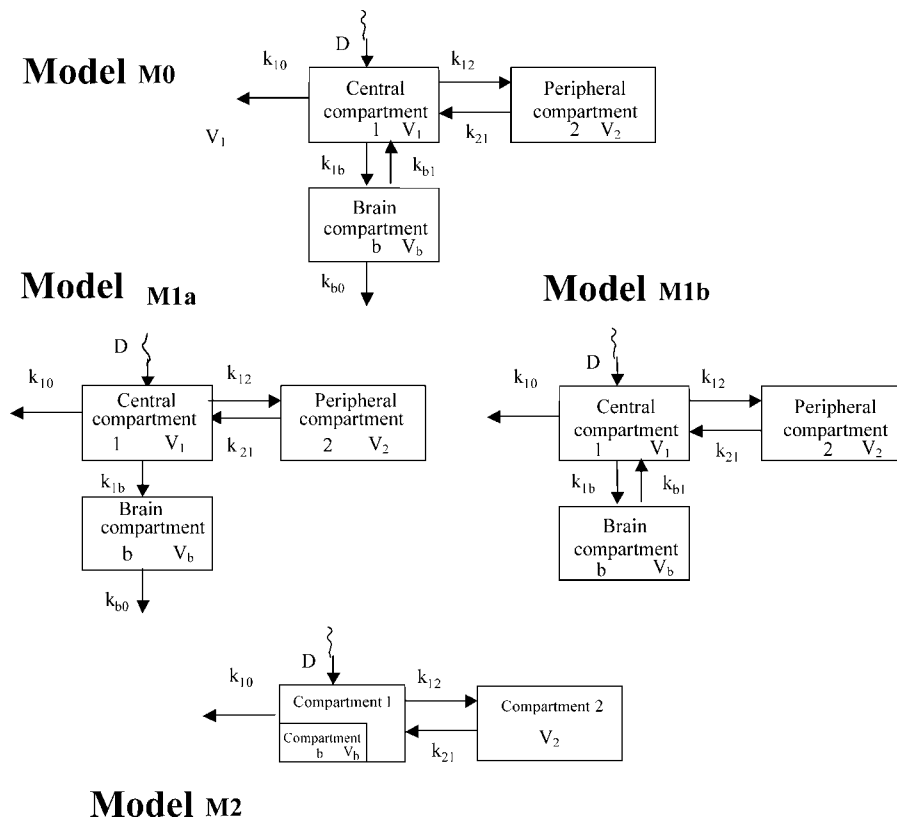 Model M0
D
k10
k12
Central
compartment
1 V1
Peripheral
compartment
2 V2
k21
V1
k1b
kb1
Brain
compartment
b Vb
kb0
Model M1a
D
k10
k12
Central
compartment
1 V1
Peripheral
compartment
2 V2
k21
k1b
Brain
compartment
b Vb
kb0
Model M1b
D
k10
k12
Central
compartment
1 V1
Peripheral
compartment
2 V2
k21
k1b
kb1
Brain
compartment
b Vb
D
k10
k12
Compartment 1
Compartment 2
V2
Compartment
b Vb
k21
Model M2